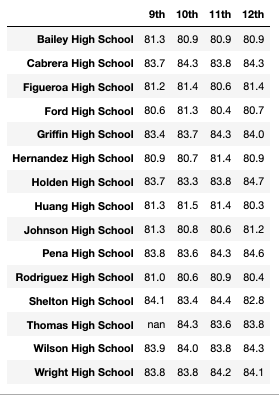 9th 10th 11th 12th
Bailey High School 81.3 80.9 80.9 80.9
Cabrera High School 83.7 84.3 83.8 84.3
Figueroa High School 81.2 81.4 80.6 81.4
Ford High School 80.6 81.3 80.4 80.7
Griffin High School 83.4 83.7 84.3 84.0
Hernandez High School 80.9 80.7 81.4 80.9
Holden High School 83.7 83.3 83.8 84.7
Huang High School 81.3 81.5 81.4 80.3
Johnson High School 81.3 80.8 80.6 81.2
Pena High School 83.8 83.6 84.3 84.6
Rodriguez High School 81.0 80.6 80.9 80.4
Shelton High School 84.1 83.4 84.4 82.8
Thomas High School nan 84.3 83.6 83.8
Wilson High School 83.9 84.0 83.8 84.3
Wright High School 83.8 83.8 84.2 84.1